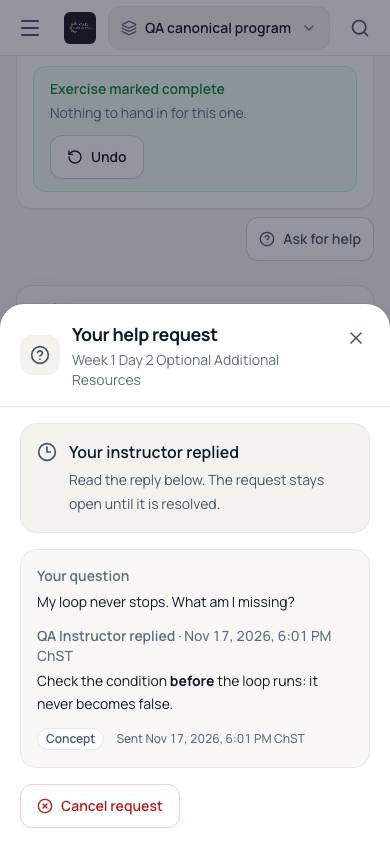 QA canonical program
Exercise marked complete
Nothing to hand in for this one.
Undo
Ask for help
Your help request
Week 1 Day 2 Optional Additional
Resources
Your instructor replied
Read the reply below. The request stays
open until it is resolved.
Your question
My loop never stops. What am I missing?
QA Instructor replied · Nov 17, 2026, 6:01 PM
ChST
Check the condition before the loop runs: it
never becomes false.
Concept
Sent Nov 17, 2026, 6:01 PM ChST
Cancel request